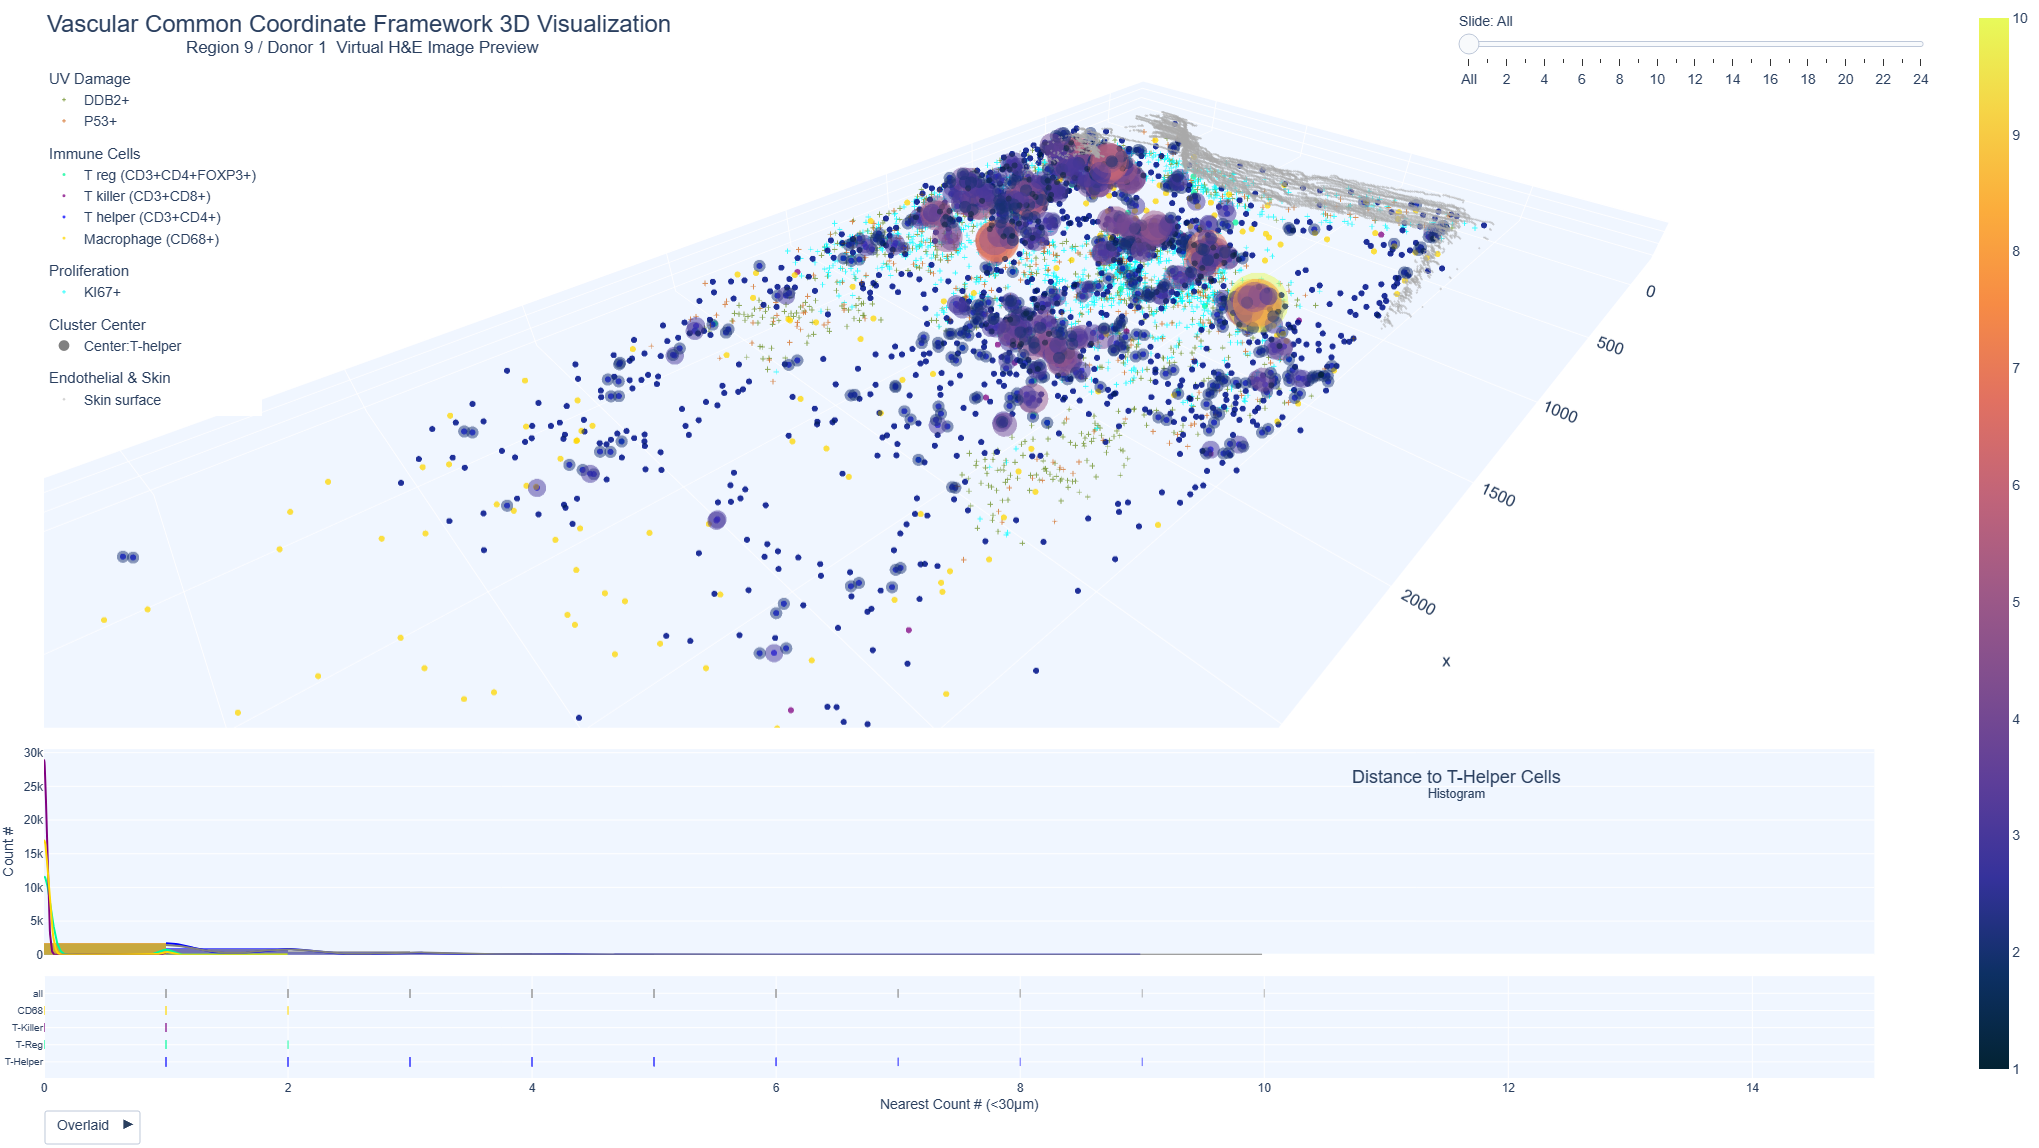 Vascular Common Coordinate Framework 3D Visualization
Region 9 / Donor 1  Virtual H&E Image Preview
Slide: All
All 2 4 6 8 10 12 14 16 18 20 22 24
UV Damage
DDB2+
P53+
Immune Cells
T reg (CD3+CD4+FOXP3+)
T killer (CD3+CD8+)
T helper (CD3+CD4+)
Macrophage (CD68+)
Proliferation
KI67+
Cluster Center
Center:T-helper
Endothelial & Skin
Skin surface
0
500
1000
1500
2000
x
10
9
8
7
6
5
4
3
2
1
Distance to T-Helper Cells
Histogram
Count #
30k
25k
20k
15k
10k
5k
0
all
CD68
T-Killer
T-Reg
T-Helper
0 2 4 6 8 10 12 14
Nearest Count # (<30μm)
Overlaid ►